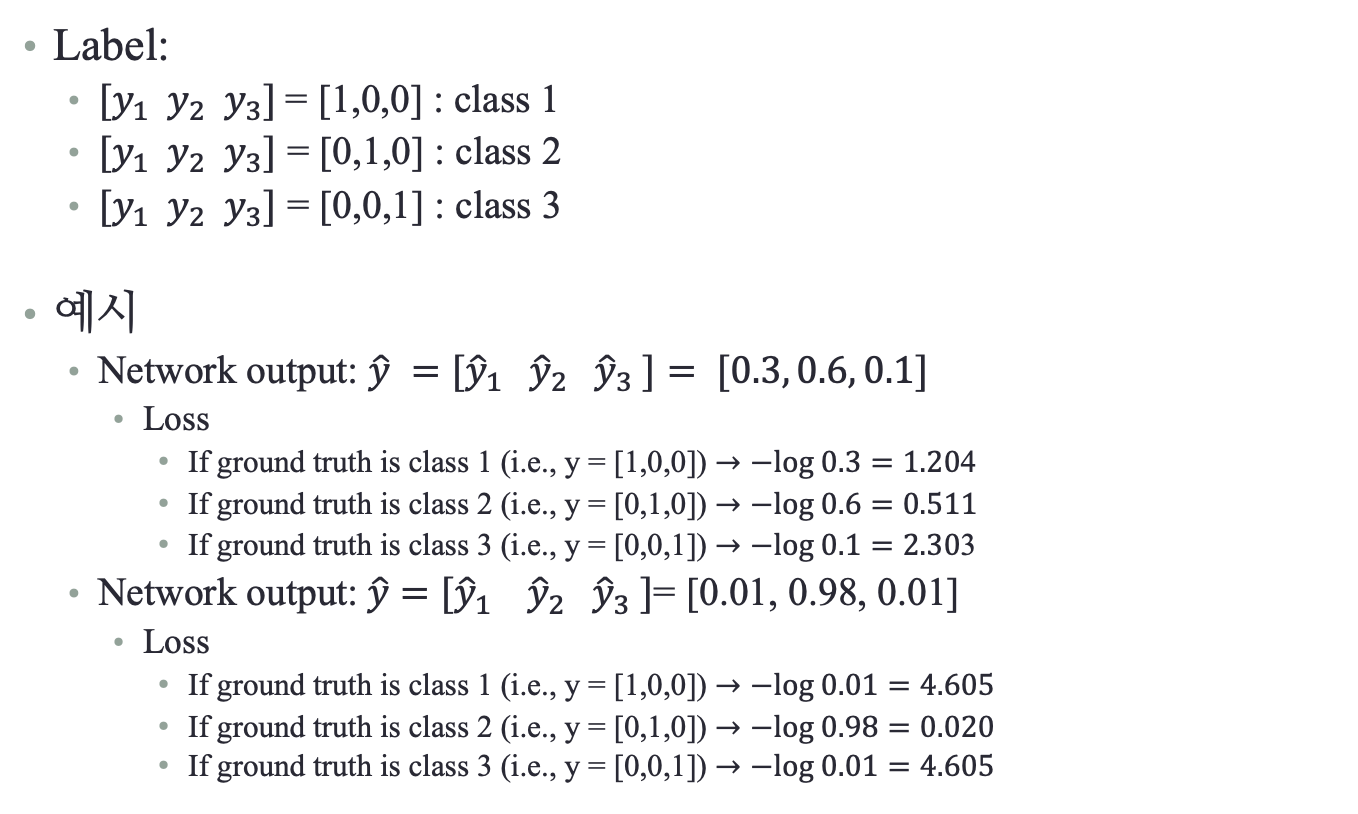 • Label:
• [y₁ y₂ y₃] = [1,0,0] : class 1
• [y₁ y₂ y₃] = [0,1,0] : class 2
• [y₁ y₂ y₃] = [0,0,1] : class 3
• 예시
• Network output: ŷ = [ŷ₁ ŷ₂ ŷ₃ ] = [0.3, 0.6, 0.1]
• Loss
• If ground truth is class 1 (i.e., y = [1,0,0]) → −log 0.3 = 1.204
• If ground truth is class 2 (i.e., y = [0,1,0]) → −log 0.6 = 0.511
• If ground truth is class 3 (i.e., y = [0,0,1]) → −log 0.1 = 2.303
• Network output: ŷ = [ŷ₁ ŷ₂ ŷ₃ ]= [0.01, 0.98, 0.01]
• Loss
• If ground truth is class 1 (i.e., y = [1,0,0]) → −log 0.01 = 4.605
• If ground truth is class 2 (i.e., y = [0,1,0]) → −log 0.98 = 0.020
• If ground truth is class 3 (i.e., y = [0,0,1]) → −log 0.01 = 4.605